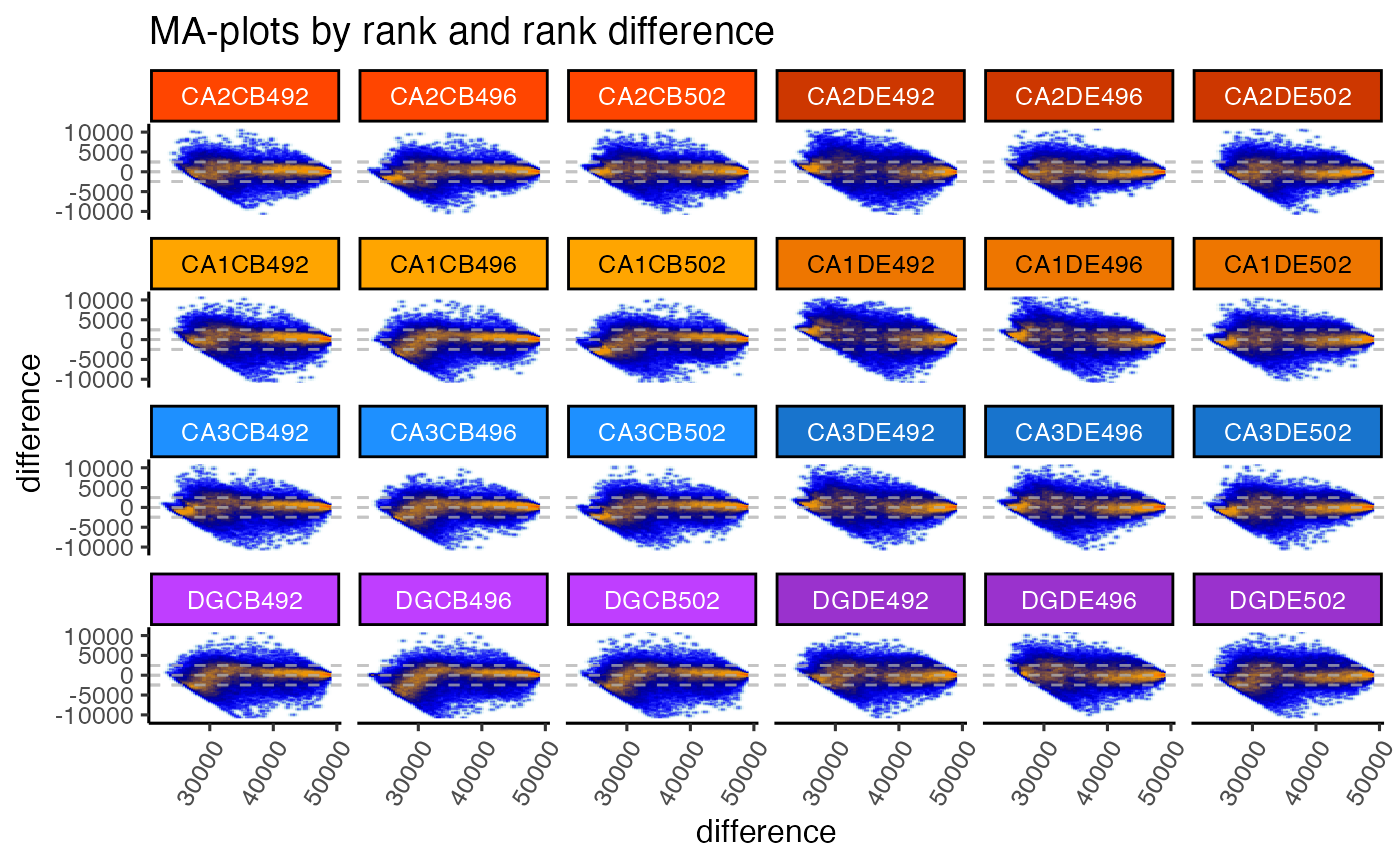 MA-plots by rank and rank difference
CA2CB492 CA2CB496 CA2CB502 CA2DE492 CA2DE496 CA2DE502
10000
5000
0
-5000
-10000
CA1CB492 CA1CB496 CA1CB502 CA1DE492 CA1DE496 CA1DE502
10000
5000
0
-5000
-10000
difference
CA3CB492 CA3CB496 CA3CB502 CA3DE492 CA3DE496 CA3DE502
10000
5000
0
-5000
-10000
DGCB492 DGCB496 DGCB502 DGDE492 DGDE496 DGDE502
10000
5000
0
-5000
-10000
30000 40000 50000 30000 40000 50000 30000 40000 50000 30000 40000 50000 30000 40000 50000 30000 40000 50000
difference